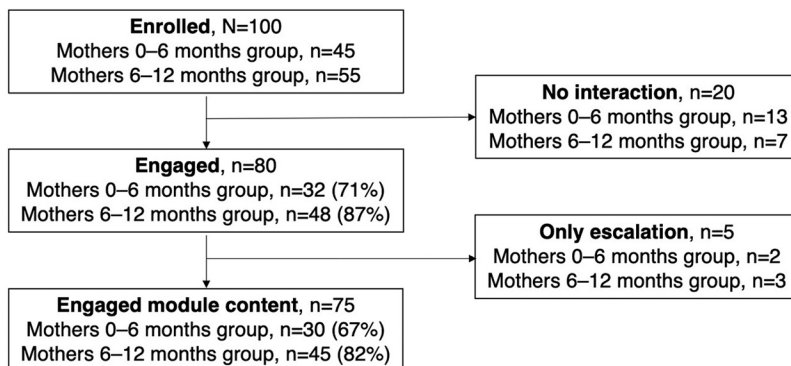 Enrolled, N=100
Mothers 0–6 months group, n=45
Mothers 6–12 months group, n=55
No interaction, n=20
Mothers 0–6 months group, n=13
Mothers 6–12 months group, n=7
Engaged, n=80
Mothers 0–6 months group, n=32 (71%)
Mothers 6–12 months group, n=48 (87%)
Only escalation, n=5
Mothers 0–6 months group, n=2
Mothers 6–12 months group, n=3
Engaged module content, n=75
Mothers 0–6 months group, n=30 (67%)
Mothers 6–12 months group, n=45 (82%)